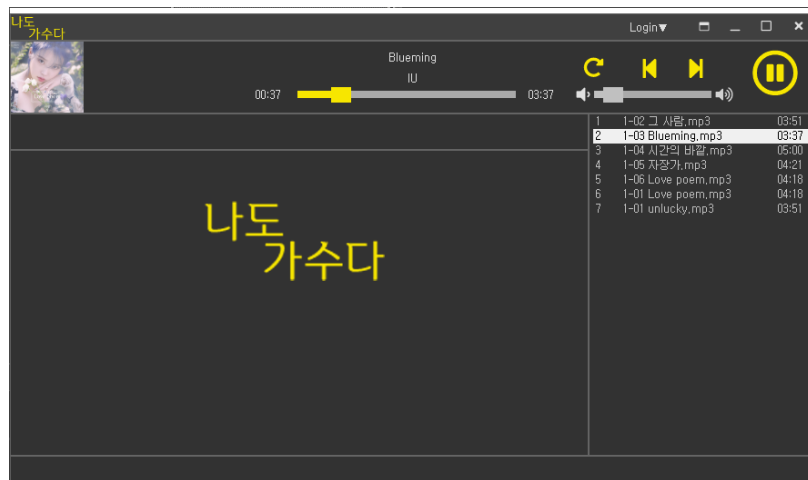 나도
가수다
Login▼
Blueming
IU
00:37
03:37
1 1-02 그 사람.mp3 03:51
2 1-03 Blueming.mp3 03:37
3 1-04 시간의 바깥.mp3 05:00
4 1-05 자장가.mp3 04:21
5 1-06 Love poem.mp3 04:18
6 1-01 Love poem.mp3 04:18
7 1-01 unlucky.mp3 03:51
나도
가수다